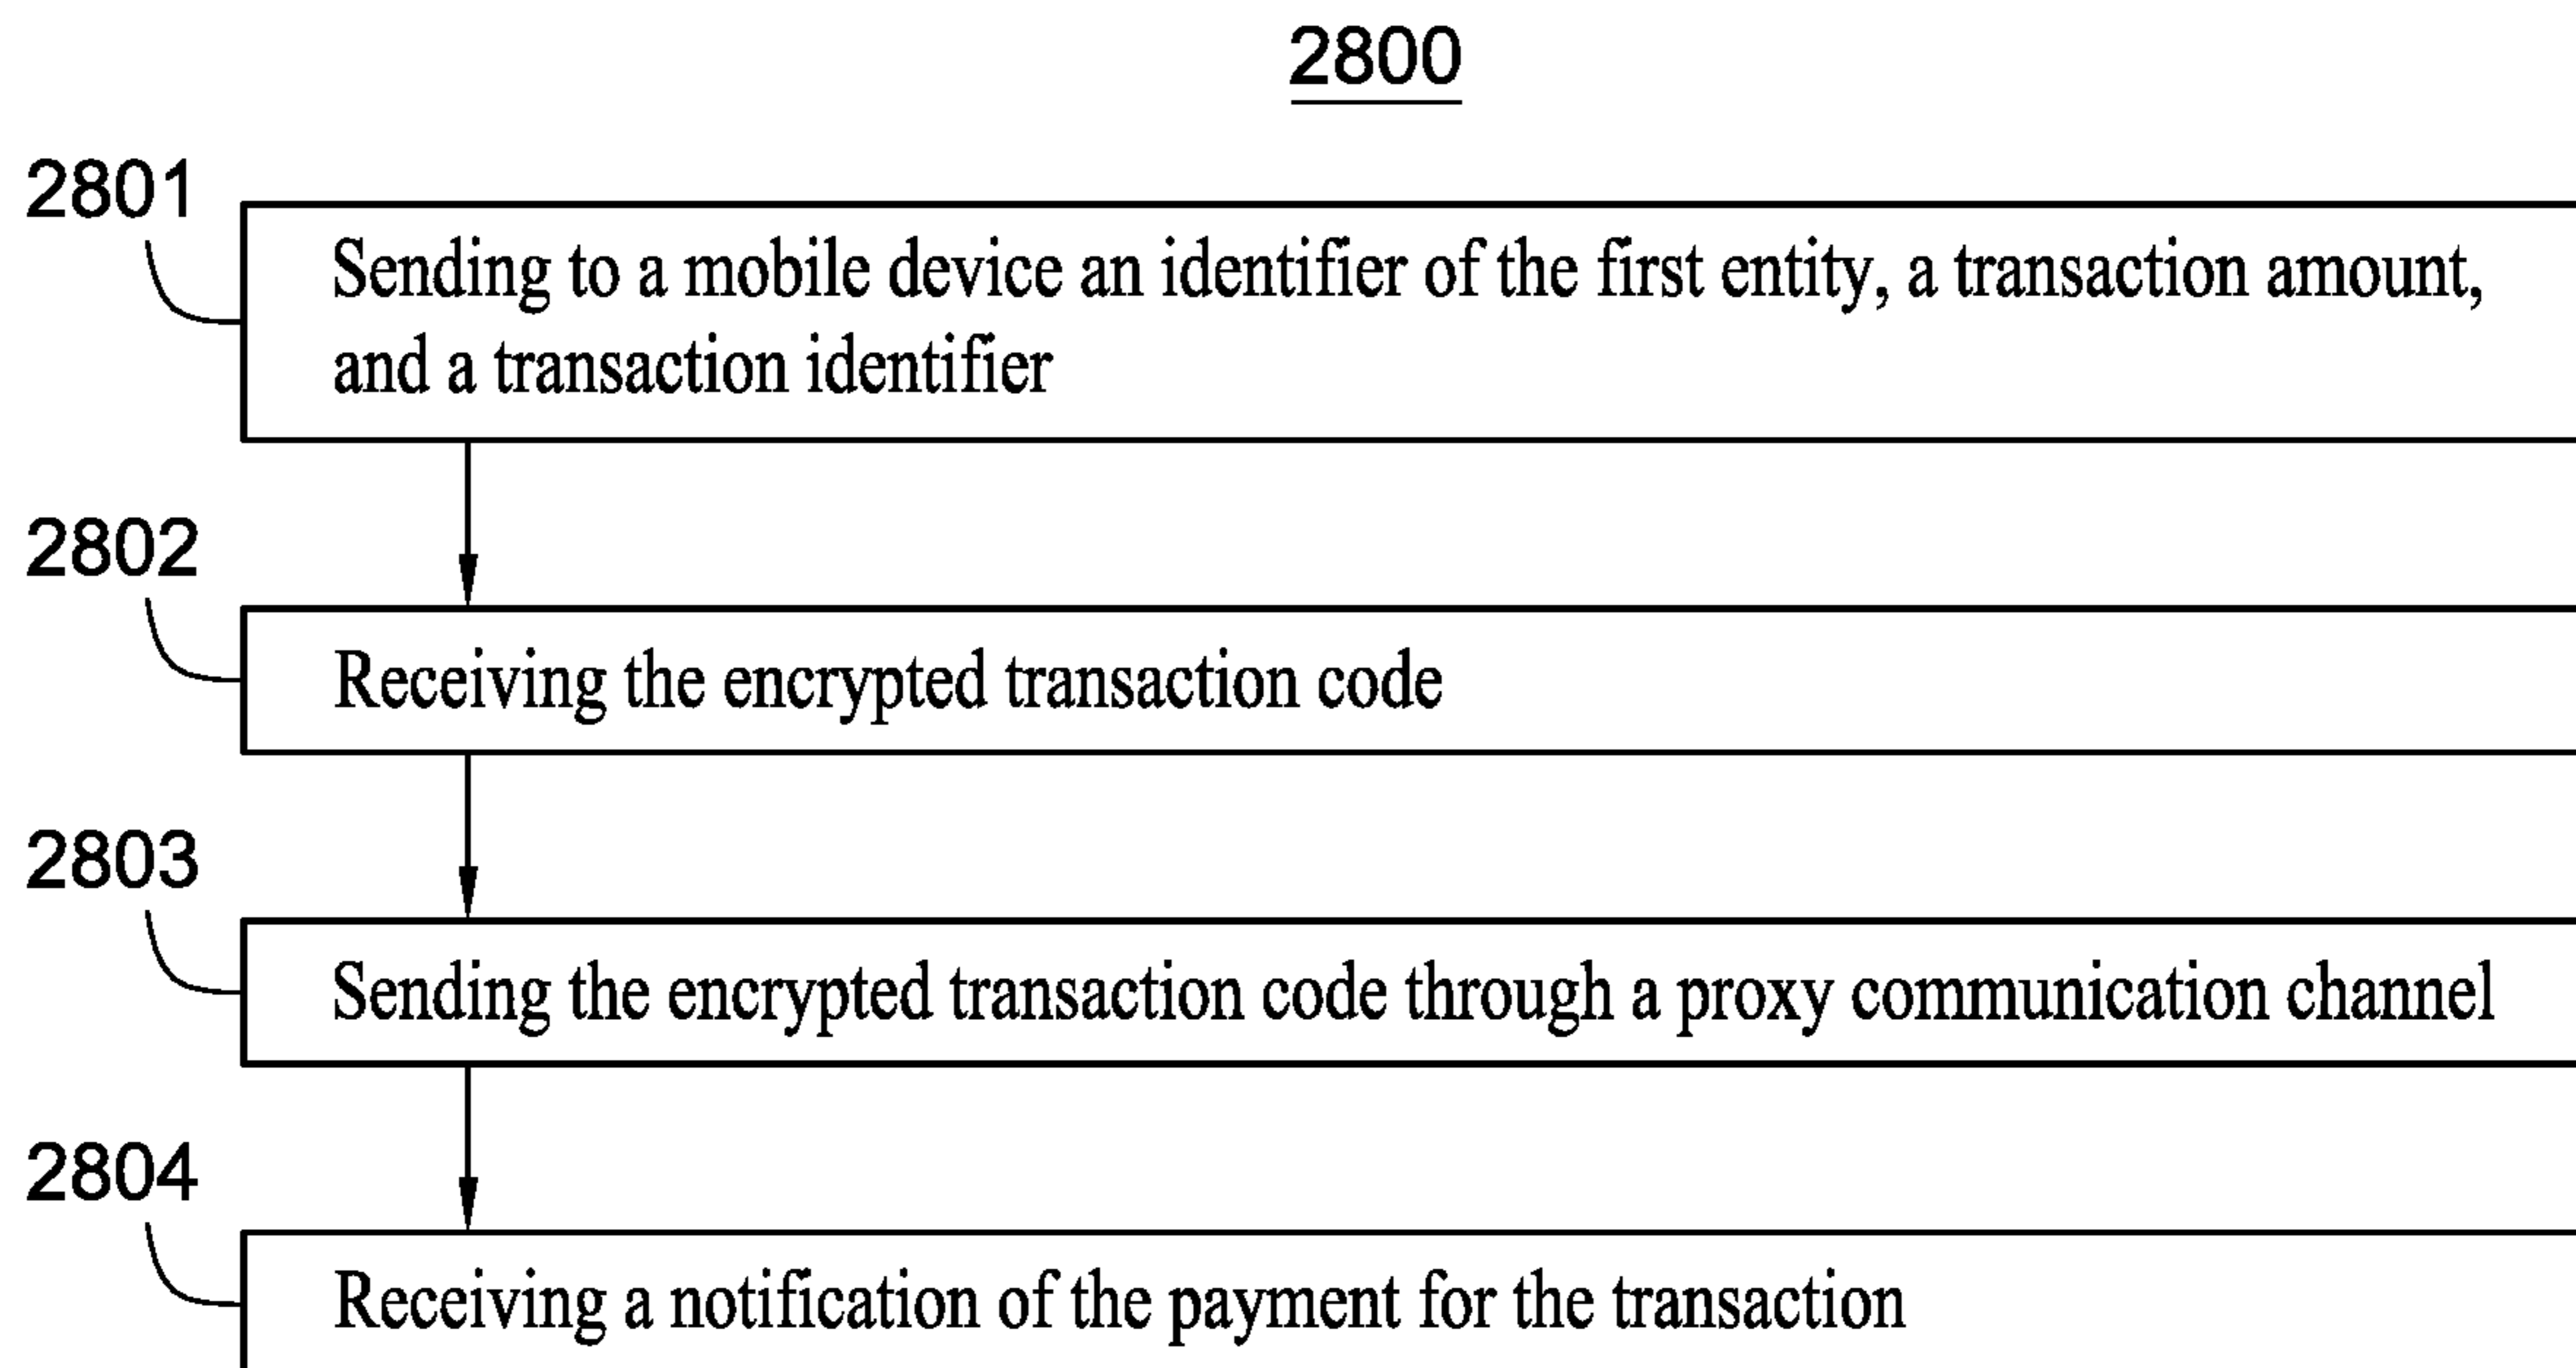 2800
2801
Sending to a mobile device an identifier of the first entity, a transaction amount,
and a transaction identifier
2802
Receiving the encrypted transaction code
2803
Sending the encrypted transaction code through a proxy communication channel
2804
Receiving a notification of the payment for the transaction